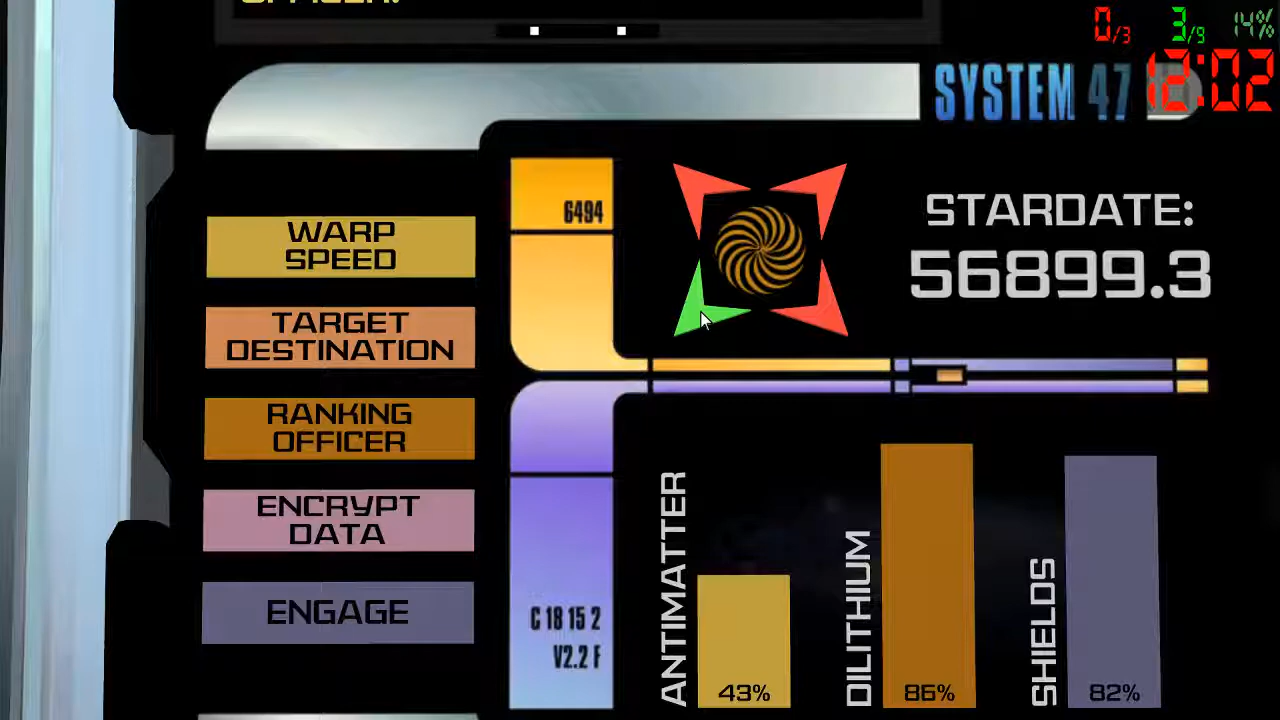 OFFICER.
0/3
3/9
14%
12:02
SYSTEM 47
6494
STARDATE:
56899.3
WARP
SPEED
TARGET
DESTINATION
RANKING
OFFICER
ENCRYPT
DATA
ENGAGE
C 18 15 2
V2.2 F
ANTIMATTER
43%
DILITHIUM
86%
SHIELDS
82%